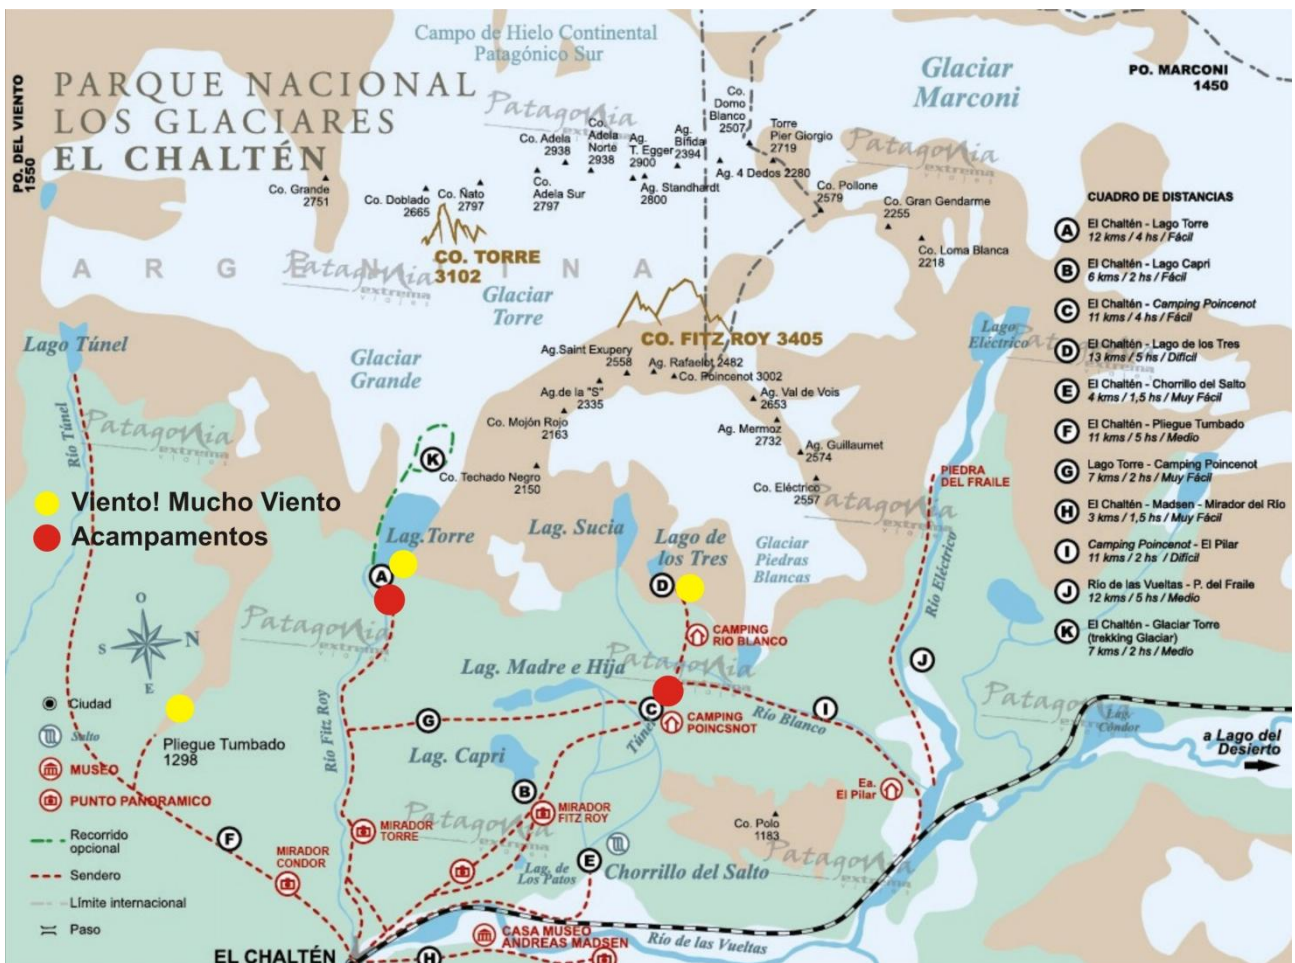 Campo de Hielo Continental
Patagónico Sur
PARQUE NACIONAL
LOS GLACIARES
EL CHALTÉN
PO. DEL VIENTO
1550
Glaciar
Marconi
PO. MARCONI
1450
Co.
Domo
Blanco
2507
Torre
Pier Giorgio
2719
Co. Adela
2938
Co.
Adela
Norte
2938
Ag.
T. Egger
2900
Ag.
Bífida
2394
Ag. 4 Dedos 2280
Ag. Standhardt
2800
Co.
Adela Sur
2797
Co. Ñato
2797
Co. Doblado
2665
Co. Grande
2751
Co. Pollone
2579
Co. Gran Gendarme
2255
Co. Loma Blanca
2218
CO. TORRE
3102
ARGENTINA
Glaciar
Torre
CO. FITZ ROY 3405
Lago
Eléctrico
Lago Túnel
Río Túnel
Glaciar
Grande
Ag.Saint Exupery
2558
Ag. Rafaelot 2482
Co. Poincenot 3002
Ag.de la "S"
2335
Co. Mojón Rojo
2163
Ag. Val de Vois
2653
Ag. Mermoz
2732
Ag. Guillaumet
2574
Co. Techado Negro
2150
Co. Eléctrico
2557
PIEDRA
DEL FRAILE
K
Viento! Mucho Viento
Acampamentos
Lag.Torre
Lag. Sucia
Lago de
los Tres
Glaciar
Piedras
Blancas
Río Eléctrico
A
D
CAMPING
RIO BLANCO
O
S
N
E
Lag. Madre e Hija
J
C
CAMPING
POINCSNOT
G
I
Río Blanco
Túnel
Río Fitz Roy
Pliegue Tumbado
1298
Lag. Capri
B
MIRADOR
FITZ ROY
MIRADOR
TORRE
Ea.
El Pilar
Co. Polo
1183
F
MIRADOR
CONDOR
E
Lag. de
Los Patos
Chorrillo del Salto
Lag.
Cóndor
a Lago del
Desierto
CASA MUSEO
ANDREAS MADSEN
Río de las Vueltas
EL CHALTÉN
H
Ciudad
Salto
MUSEO
PUNTO PANORAMICO
Recorrido
opcional
Sendero
Límite internacional
Paso
CUADRO DE DISTANCIAS
A El Chaltén - Lago Torre
12 kms / 4 hs / Fácil
B El Chaltén - Lago Capri
6 kms / 2 hs / Fácil
C El Chaltén - Camping Poincenot
11 kms / 4 hs / Fácil
D El Chaltén - Lago de los Tres
13 kms / 5 hs / Difícil
E El Chaltén - Chorrillo del Salto
4 kms / 1,5 hs / Muy Fácil
F El Chaltén - Pliegue Tumbado
11 kms / 5 hs / Medio
G Lago Torre - Camping Poincenot
7 kms / 2 hs / Muy Fácil
H El Chaltén - Madsen - Mirador del Río
3 kms / 1,5 hs / Muy Fácil
I Camping Poincenot - El Pilar
11 kms / 2 hs / Difícil
J Río de las Vueltas - P. del Fraile
12 kms / 5 hs / Medio
K El Chaltén - Glaciar Torre
(trekking Glaciar)
7 kms / 2 hs / Medio
Patagonia
extrema
viajes